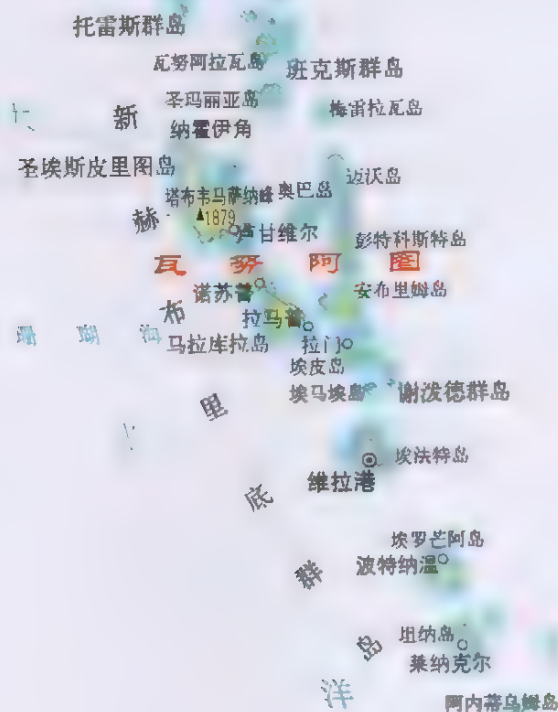 托雷斯群岛
瓦努阿拉瓦岛
班克斯群岛
圣玛丽亚岛
梅雷拉瓦岛
新
纳霍伊角
圣埃斯皮里图岛
迈沃岛
塔布韦马萨纳峰
奥巴岛
赫
1879
卢甘维尔
彭特科斯特岛
瓦努阿图
诺苏普
安布里姆岛
布
拉马普
马拉库拉岛
拉门
埃皮岛
埃马埃岛
谢泼德群岛
里
埃法特岛
维拉港
底
埃罗芒阿岛
波特纳温
群
坦纳岛
岛
莱纳克尔
洋
阿内蒂乌姆岛